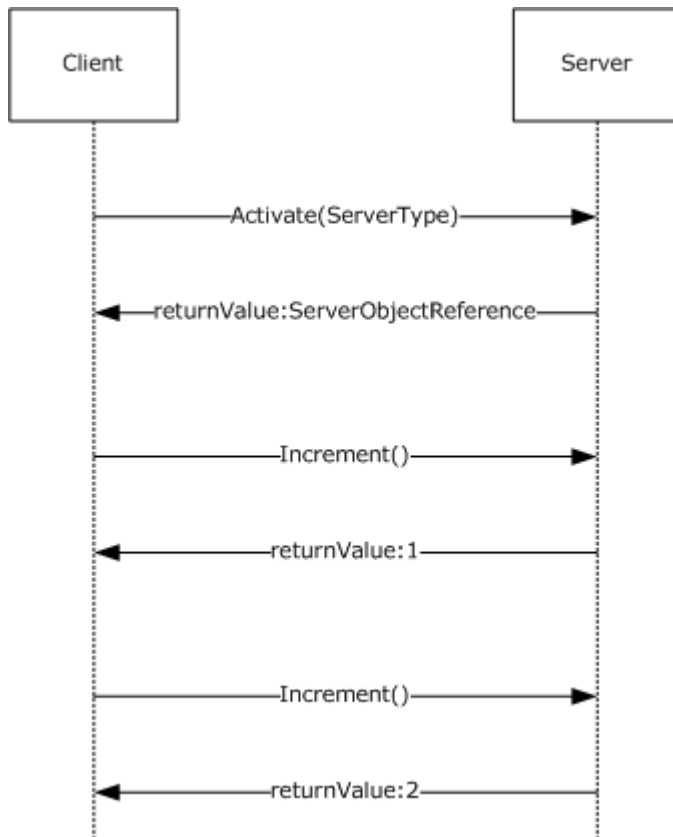 Client
Server
Activate(ServerType)
returnValue:ServerObjectReference
Increment()
returnValue:1
Increment()
returnValue:2